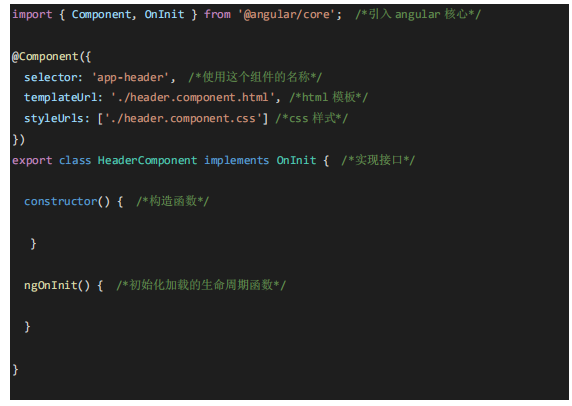 import { Component, OnInit } from '@angular/core';  /*引入 angular 核心*/
@Component({
  selector: 'app-header',  /*使用这个组件的名称*/
  templateUrl: './header.component.html', /*html 模板*/
  styleUrls: ['./header.component.css'] /*css 样式*/
})
export class HeaderComponent implements OnInit {  /*实现接口*/
  constructor() {  /*构造函数*/
   }
  ngOnInit() {  /*初始化加载的生命周期函数*/
  }
}